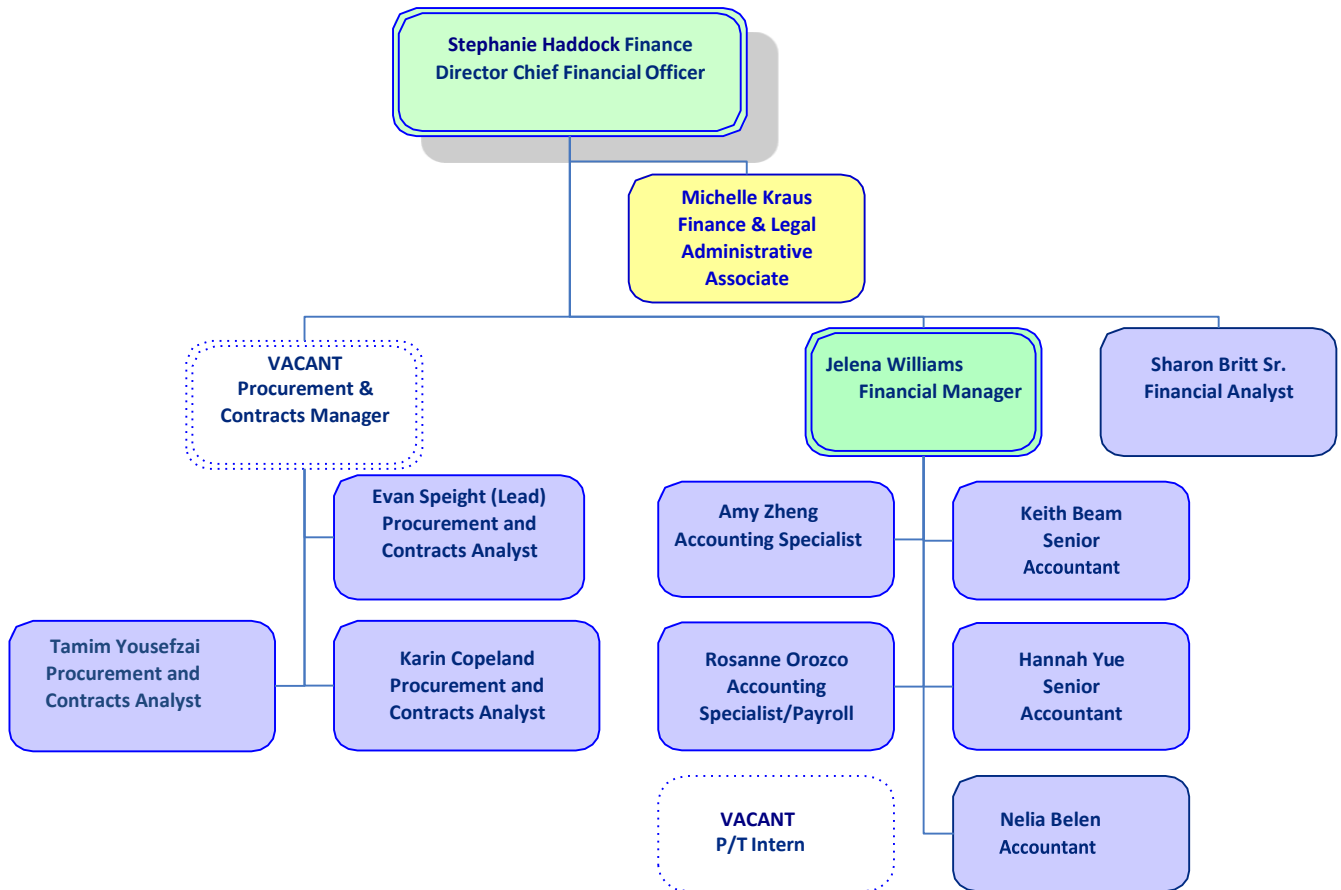 Stephanie Haddock Finance
Director Chief Financial Officer
Michelle Kraus
Finance & Legal
Administrative
Associate
VACANT
Procurement &
Contracts Manager
Jelena Williams
Financial Manager
Sharon Britt Sr.
Financial Analyst
Evan Speight (Lead)
Procurement and
Contracts Analyst
Amy Zheng
Accounting Specialist
Keith Beam
Senior
Accountant
Tamim Yousefzai
Procurement and
Contracts Analyst
Karin Copeland
Procurement and
Contracts Analyst
Rosanne Orozco
Accounting
Specialist/Payroll
Hannah Yue
Senior
Accountant
VACANT
P/T Intern
Nelia Belen
Accountant